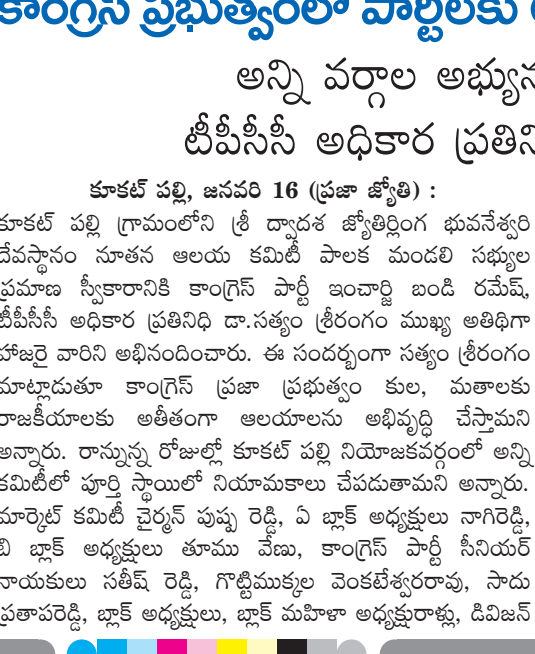 కాంగ్రెస్ ప్రభుత్వంలో పార్టీలకు
అన్ని వర్గాల
టీపీసీసీ అధికార
కూకట్ పల్లి, జనవరి 16 (ప్రజా జ్యోతి) :
కూకట్ పల్లి గ్రామంలోని శ్రీ ద్వాదశ జ్యోతిర్లింగ భువనేశ్వరి
దేవస్థానం నూతన ఆలయ కమిటీ పాలక మండలి సభ్యుల
ప్రమాణ స్వీకారానికి కాంగ్రెస్ పార్టీ ఇంచార్జి బండి రమేష్,
టీపీసీసీ అధికార ప్రతినిధి డా.సత్యం శ్రీరంగం ముఖ్య అతిథిగా
హాజరై వారిని అభినందించారు. ఈ సందర్భంగా సత్యం శ్రీరంగం
మాట్లాడుతూ కాంగ్రెస్ ప్రజా ప్రభుత్వం కుల, మతాలకు
రాజకీయాలకు అతీతంగా ఆలయాలను అభివృద్ధి చేస్తామని
అన్నారు. రాన్నున్న రోజుల్లో కూకట్ పల్లి నియోజకవర్గంలో అన్ని
కమిటీలో పూర్తి స్థాయిలో నియామకాలు చేపడుతామని అన్నారు.
మార్కెట్ కమిటీ చైర్మన్ పుష్ప రెడ్డి, ఏ బ్లాక్ అధ్యక్షులు నాగిరెడ్డి,
బి బ్లాక్ అధ్యక్షులు తూము వేణు, కాంగ్రెస్ పార్టీ సీనియర్
నాయకులు సతీష్ రెడ్డి, గొట్టిముక్కల వెంకటేశ్వరరావు, సాదు
ప్రతాపరెడ్డి, బ్లాక్ అధ్యక్షులు, బ్లాక్ మహిళా అధ్యక్షురాళ్లు, డివిజన్